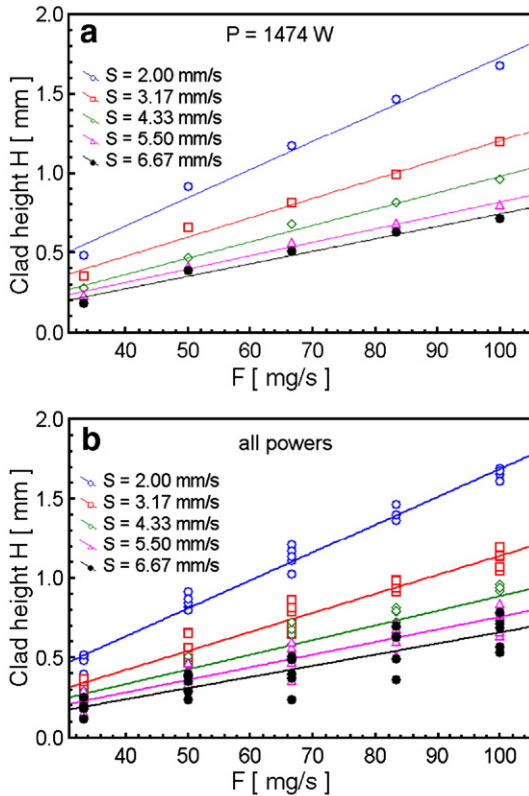 a
P = 1474 W
S = 2.00 mm/s
S = 3.17 mm/s
S = 4.33 mm/s
S = 5.50 mm/s
S = 6.67 mm/s
Clad height H [ mm ]
2.0
1.5
1.0
0.5
0.0
40 50 60 70 80 90 100
F [ mg/s ]
b
all powers
S = 2.00 mm/s
S = 3.17 mm/s
S = 4.33 mm/s
S = 5.50 mm/s
S = 6.67 mm/s
Clad height H [ mm ]
2.0
1.5
1.0
0.5
0.0
40 50 60 70 80 90 100
F [ mg/s ]